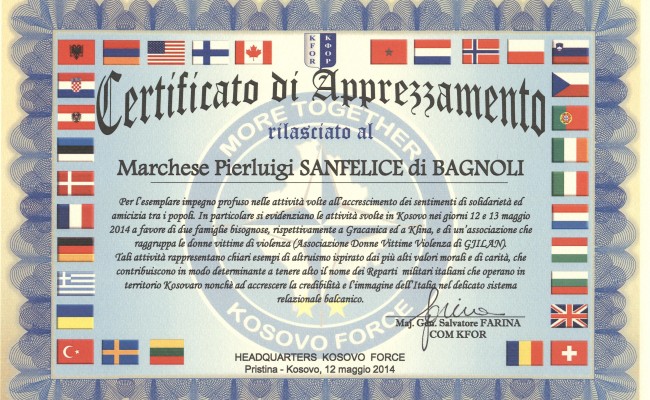 KFOR КФОР
Certificato di Apprezzamento
rilasciato al
MORE TOGETHER
Marchese Pierluigi SANFELICE di BAGNOLI
Per l'esemplare impegno profuso nelle attività volte all'accrescimo dei sentimenti di solidarietà ed
amicizia tra i popoli. In particolare si evidenziano le attività svolte in Kosovo nei giorni 12 e 13 maggio
2014 a favore di due famiglie bisognose, rispettivamente a Gracanica ed a Klina, e di un'associazione che
raggruppa le donne vittime di violenza (Associazione Donne Vittime Violenza di GJILAN).
Tali attività rappresentano chiari esempi di altruismo ispirato dai più alti valori morali e di carità, che
contribuiscono in modo determinante a tenere alto il nome dei Reparti militari italiani che operano in
territorio Kosovaro nonchè ad accrescere la credibilità e l'immagine dell'Italia nel delicato sistema
relazionale balcanico.
Maj. Gen. Salvatore FARINA
COM KFOR
KOSOVO FORCE
HEADQUARTERS KOSOVO FORCE
Pristina - Kosovo, 12 maggio 2014